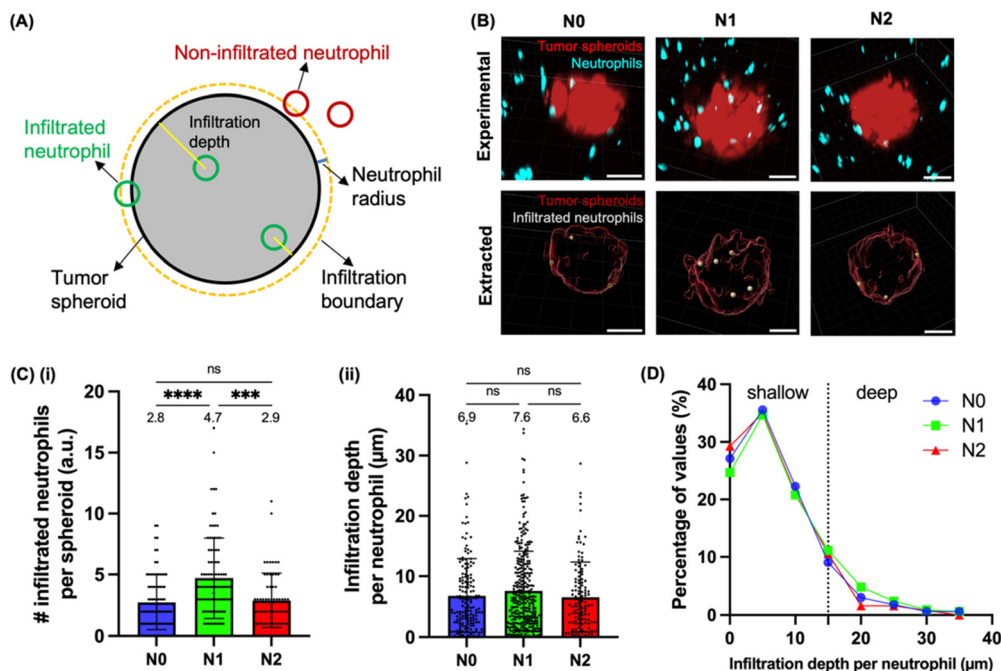 (A)
Non-infiltrated neutrophil
Infiltrated
neutrophil
Infiltration
depth
Neutrophil
radius
Tumor
spheroid
Infiltration
boundary
(B)
N0
N1
N2
Experimental
Tumor spheroids
Neutrophils
Extracted
Tumor-spheroids
Infiltrated neutrophils
(C) (i)
# infiltrated neutrophils
per spheroid (a.u.)
ns
**** ***
2.8 4.7 2.9
20
15
10
5
0
N0 N1 N2
(ii)
Infiltration depth
per neutrophil (µm)
ns
ns ns
6.9 7.6 6.6
40
30
20
10
0
N0 N1 N2
(D)
Percentage of values (%)
shallow deep
N0
N1
N2
40
30
20
10
0
0 10 20 30 40
Infiltration depth per neutrophil (µm)